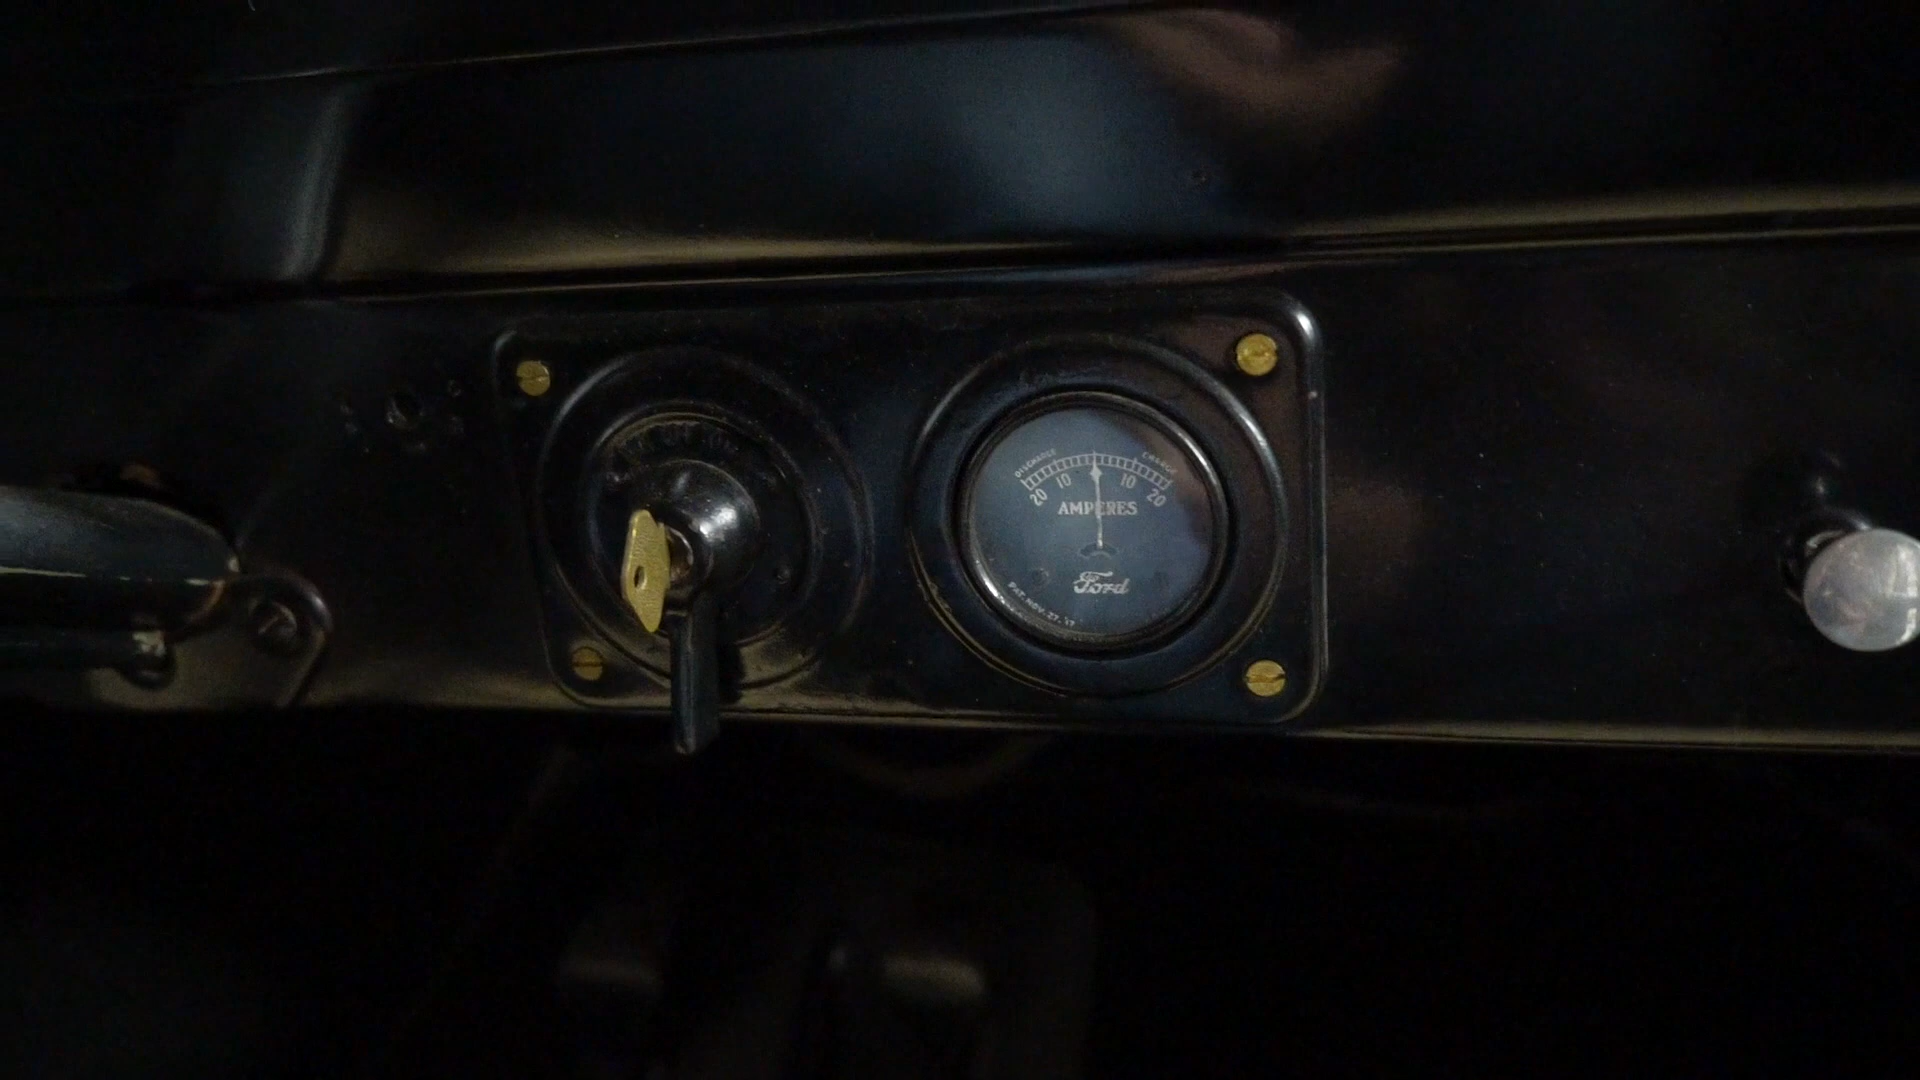 DISCHARGE CHARGE
20 10 10 20
AMPERES
Ford
PAT. NOV. 27. '17